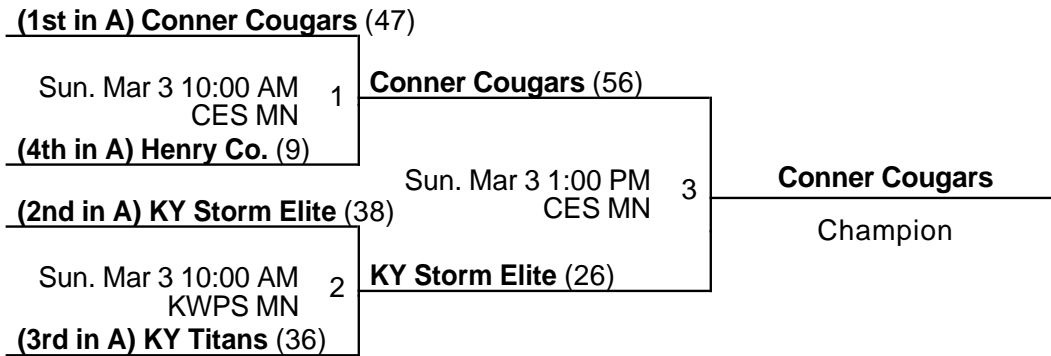 (1st in A) Conner Cougars (47)
Sun. Mar 3 10:00 AM
CES MN
1
(4th in A) Henry Co. (9)
Conner Cougars (56)
(2nd in A) KY Storm Elite (38)
Sun. Mar 3 10:00 AM
KWPS MN
2
(3rd in A) KY Titans (36)
KY Storm Elite (26)
Sun. Mar 3 1:00 PM
CES MN
3
Conner Cougars
Champion